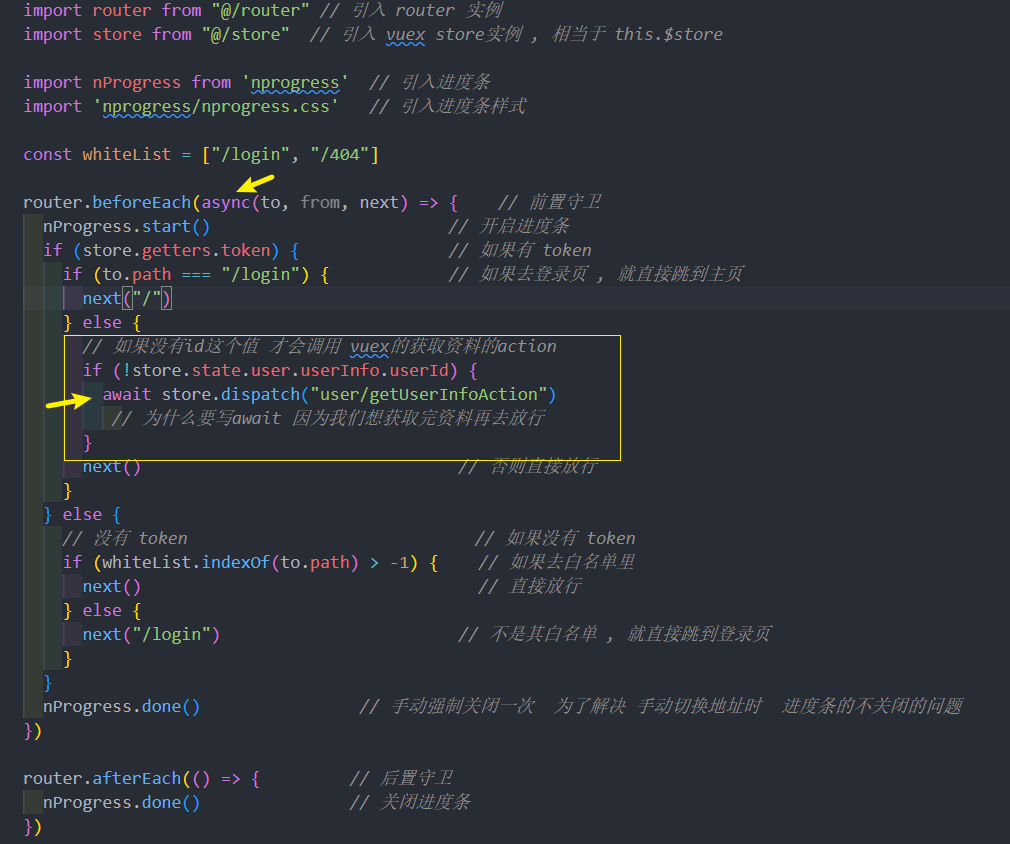 import router from "@/router" // 引入 router 实例
import store from "@/store"  // 引入 vuex store实例 , 相当于 this.$store
import nProgress from 'nprogress'  // 引入进度条
import 'nprogress/nprogress.css'   // 引入进度条样式
const whiteList = ["/login", "/404"]
router.beforeEach(async(to, from, next) => {    // 前置守卫
nProgress.start()                        // 开启进度条
if (store.getters.token) {               // 如果有 token
if (to.path === "/login") {            // 如果去登录页 , 就直接跳到主页
next("/")
} else {
// 如果没有id这个值 才会调用 vuex的获取资料的action
if (!store.state.user.userInfo.userId) {
await store.dispatch("user/getUserInfoAction")
// 为什么要写await 因为我们想获取完资料再去放行
}
next()                                // 否则直接放行
}
} else {
// 没有 token                             // 如果没有 token
if (whiteList.indexOf(to.path) > -1) {    // 如果去白名单里
next()                                  // 直接放行
} else {
next("/login")                        // 不是其白名单 , 就直接跳到登录页
}
}
nProgress.done()                // 手动强制关闭一次  为了解决 手动切换地址时  进度条的不关闭的问题
})
router.afterEach(() => {         // 后置守卫
nProgress.done()               // 关闭进度条
})